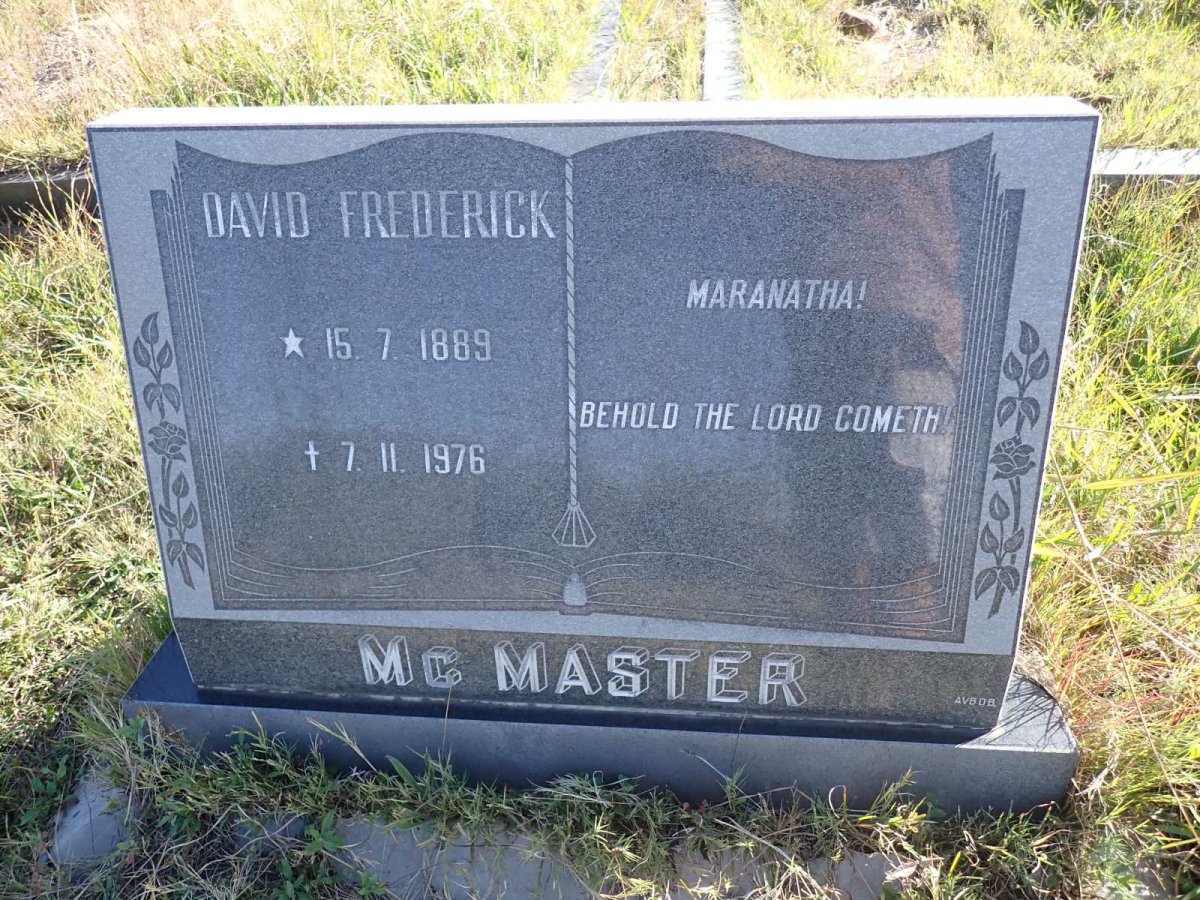 DAVID FREDERICK
★ 15. 7. 1889
† 7. 11. 1976
MARANATHA!
BEHOLD THE LORD COMETH!
Mc MASTER
AVBOB.